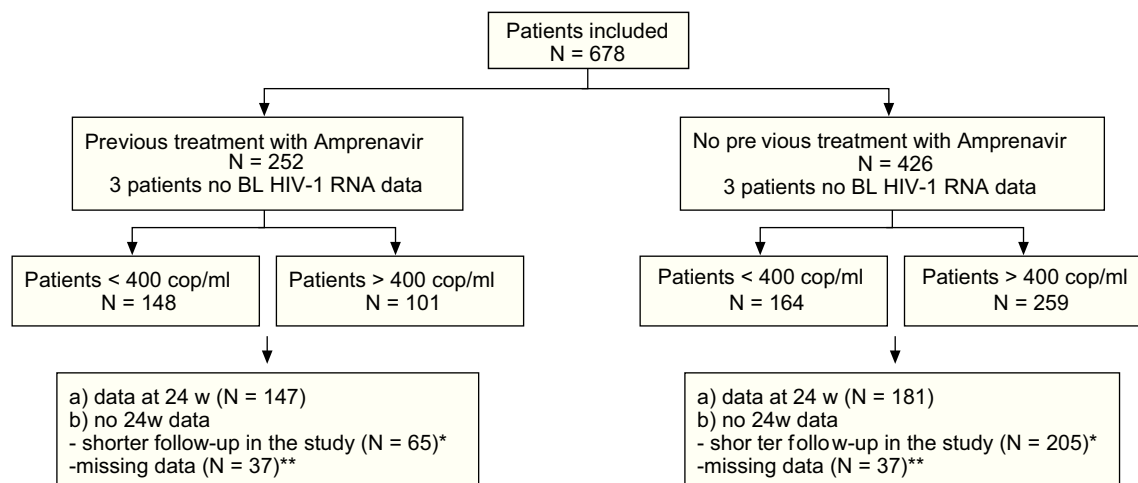 Patients included
N = 678
Previous treatment with Amprenavir
N = 252
3 patients no BL HIV-1 RNA data
No pre vious treatment with Amprenavir
N = 426
3 patients no BL HIV-1 RNA data
Patients < 400 cop/ml
N = 148
Patients > 400 cop/ml
N = 101
Patients < 400 cop/ml
N = 164
Patients > 400 cop/ml
N = 259
a) data at 24 w (N = 147)
b) no 24w data
- shorter follow-up in the study (N = 65)*
-missing data (N = 37)**
a) data at 24 w (N = 181)
b) no 24w data
- shor ter follow-up in the study (N = 205)*
-missing data (N = 37)**